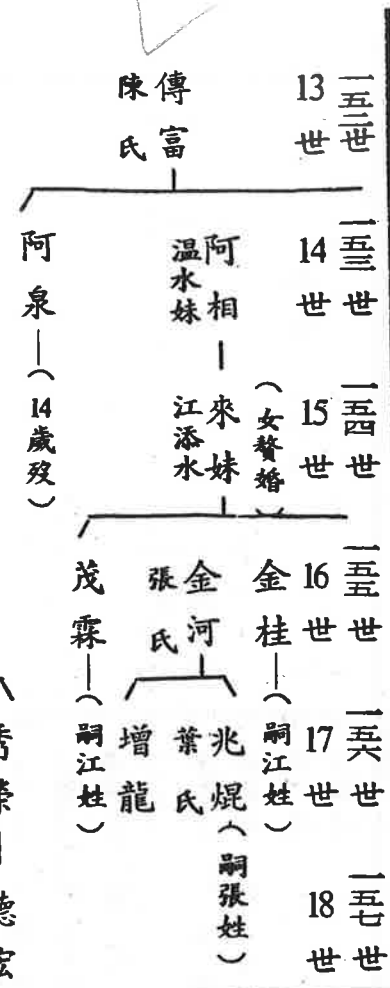 一五二世
13世
傳富
陳氏
一五三世
14世
阿相
温水妹
阿泉—(14歲歿)
一五四世
15世
(女贅婚)
來妹
江添水
一五五世
16世
金桂—(嗣江姓)
金河
張氏
茂霖—(嗣江姓)
一五六世
17世
兆焜(嗣張姓)
葉氏
增龍
一五七世
18世